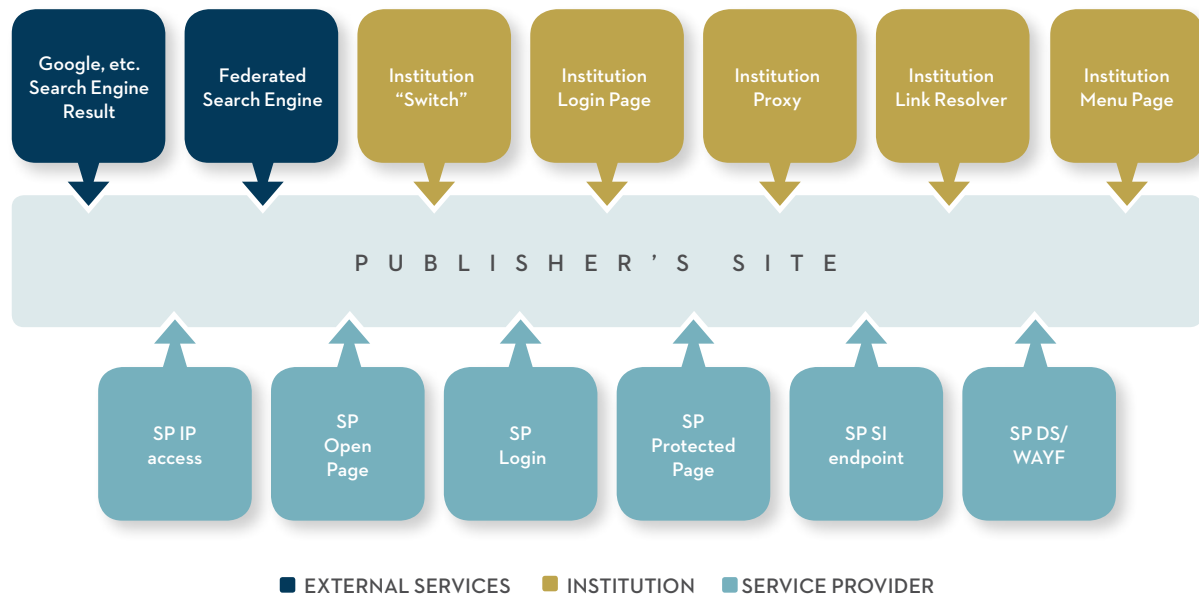 Google, etc.
Search Engine
Result
Federated
Search Engine
Institution
“Switch”
Institution
Login Page
Institution
Proxy
Institution
Link Resolver
Institution
Menu Page
PUBLISHER’S SITE
SP IP
access
SP
Open
Page
SP
Login
SP
Protected
Page
SP SI
endpoint
SP DS/
WAYF
EXTERNAL SERVICES INSTITUTION SERVICE PROVIDER